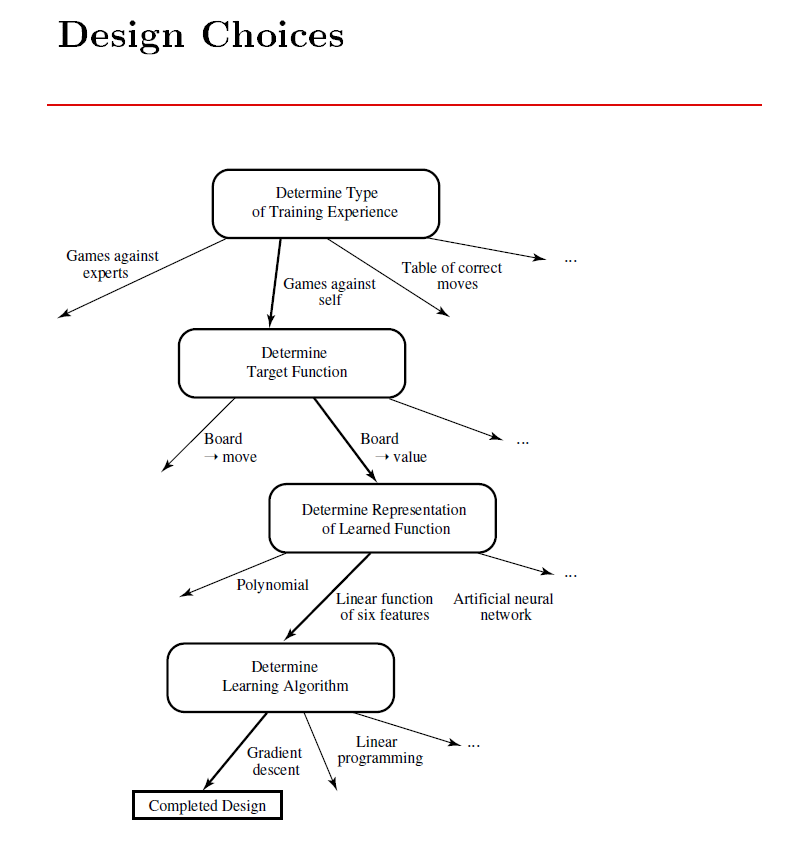 Design Choices
Determine Type
of Training Experience
Games against
experts
Games against
self
Table of correct
moves
...
Determine
Target Function
Board
→ move
Board
→ value
...
Determine Representation
of Learned Function
Polynomial
Linear function
of six features
Artificial neural
network
...
Determine
Learning Algorithm
Gradient
descent
Linear
programming
...
Completed Design